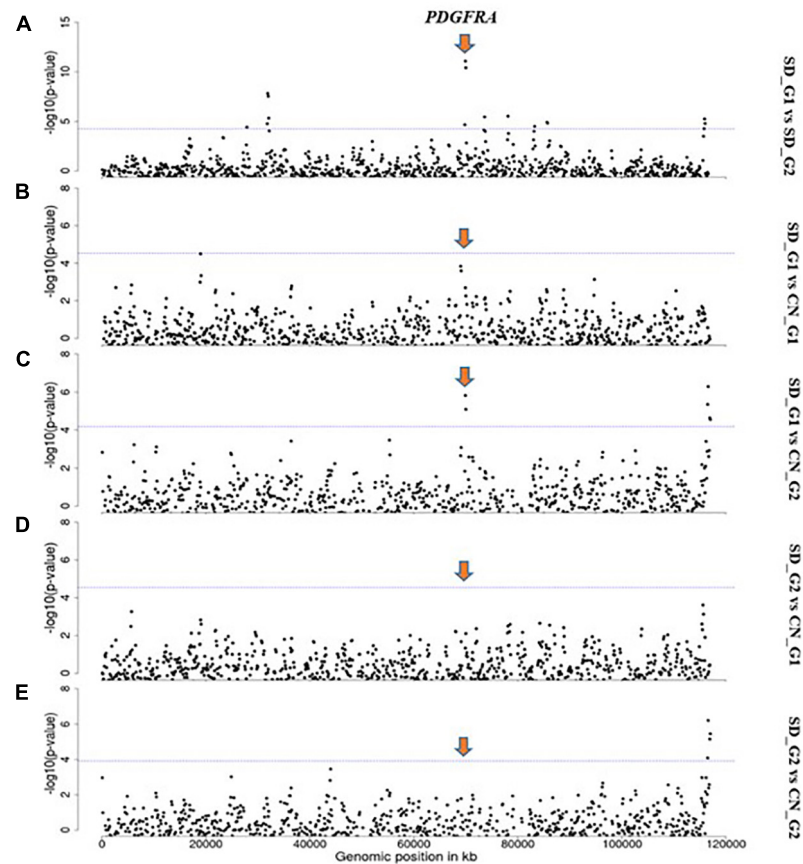 A
PDGFRA
15
10
5
0
-log10(p-value)
SD_G1 vs SD_G2
B
8
6
4
2
0
-log10(p-value)
SD_G1 vs CN_G1
C
8
6
4
2
0
-log10(p-value)
SD_G1 vs CN_G2
D
8
6
4
2
0
-log10(p-value)
SD_G2 vs CN_G1
E
8
6
4
2
0
-log10(p-value)
SD_G2 vs CN_G2
0 20000 40000 60000 80000 100000 120000
Genomic position in kb